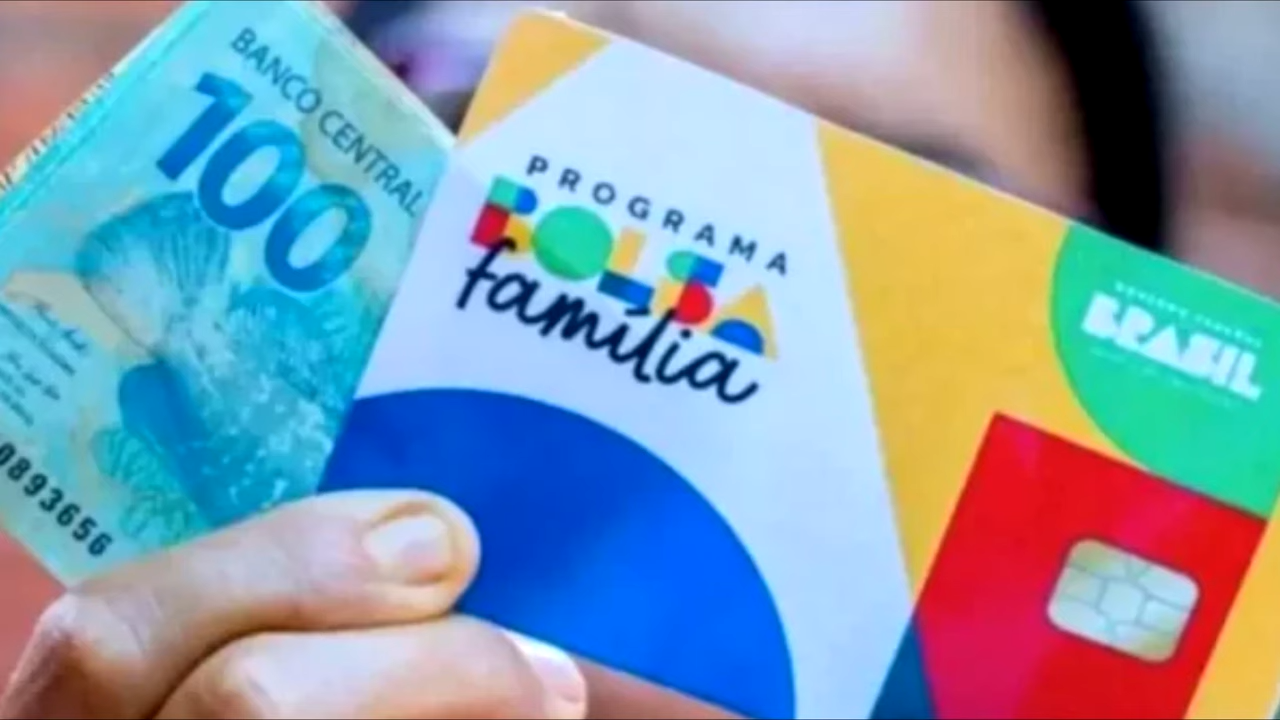 BANCO CENTRAL
100
0893656
PROGRAMA
BOLSA
família
BRASIL